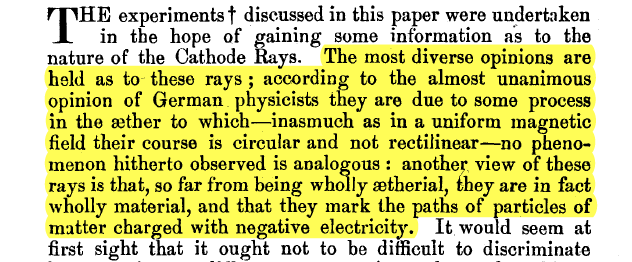 THE experiments† discussed in this paper were undertaken
in the hope of gaining some information as to the
nature of the Cathode Rays. The most diverse opinions are
held as to these rays; according to the almost unanimous
opinion of German physicists they are due to some process
in the æther to which—inasmuch as in a uniform magnetic
field their course is circular and not rectilinear—no pheno-
menon hitherto observed is analogous: another view of these
rays is that, so far from being wholly ætherial, they are in fact
wholly material, and that they mark the paths of particles of
matter charged with negative electricity. It would seem at
first sight that it ought not to be difficult to discriminate